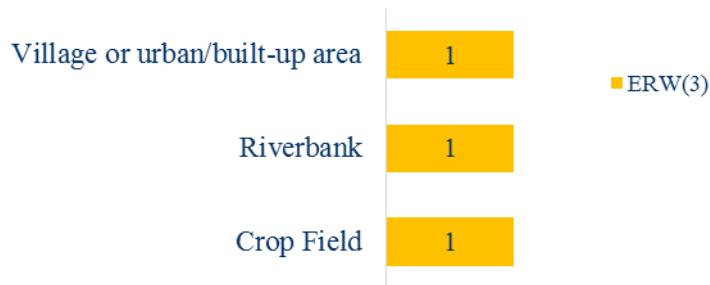 Village or urban/built-up area
1
ERW(3)
Riverbank
1
Crop Field
1